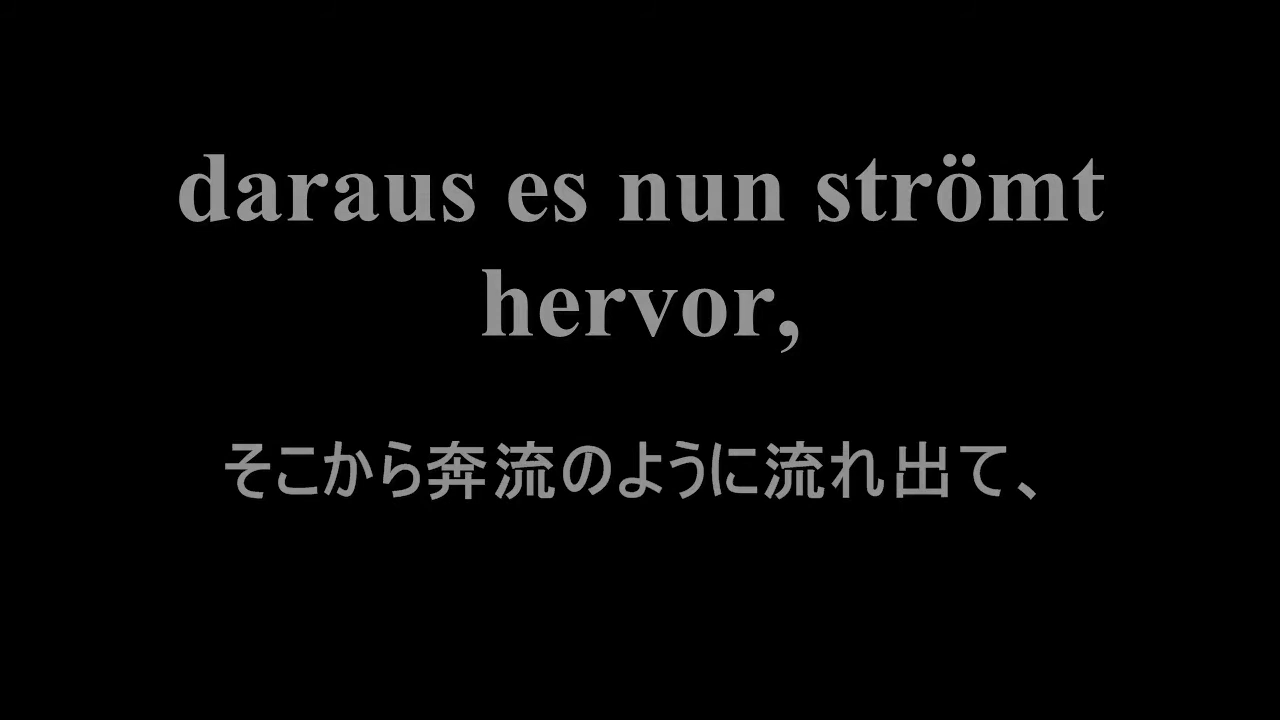 daraus es nun strömt
hervor,
そこから奔流のように流れ出て、